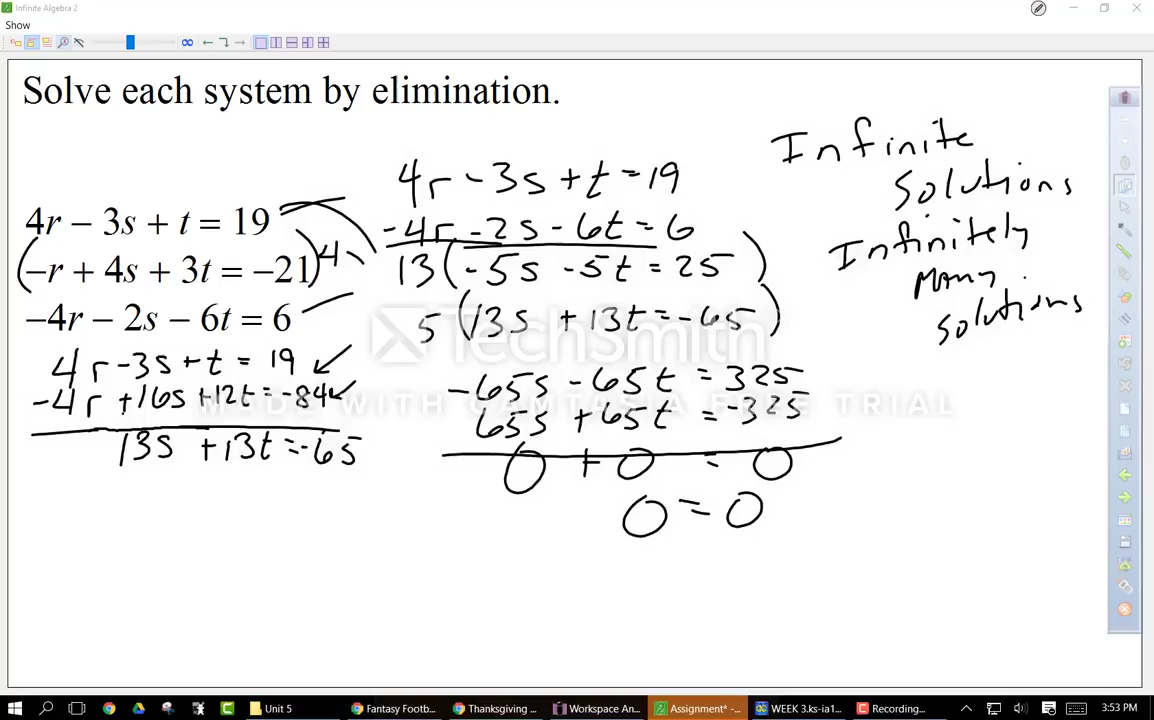 Infinite Algebra 2
Show
Solve each system by elimination.
4r − 3s + t = 19
(−r + 4s + 3t = −21)4
−4r − 2s − 6t = 6
4r -3s +t = 19
-4r +16s +12t = -84
13s +13t = -65
4r -3s +t = 19
-4r -2s - 6t = 6
13(-5s -5t = 25)
5(13s +13t = -65)
-65s -65t = 325
65s +65t = -325
0 + 0 = 0
0 = 0
Infinite
Solutions
Infinitely
Many
solutions
TechSmith
MADE WITH CAMTASIA FREE TRIAL
Unit 5
Fantasy Footb...
Thanksgiving ...
Workspace An...
Assignment* -...
WEEK 3.ks-ia1...
Recording...
3:53 PM